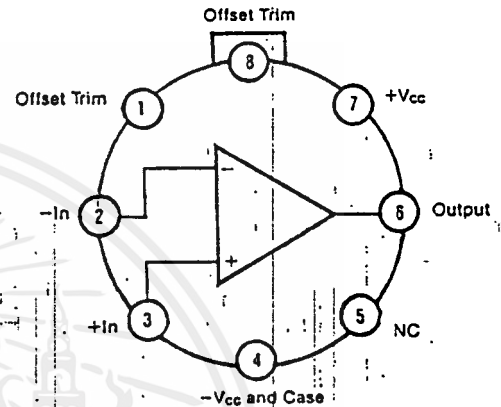 Offset Trim
8
Offset Trim
1
7
+Vcc
-In
2
−
6
Output
+
+In
3
5
NC
4
-Vcc and Case